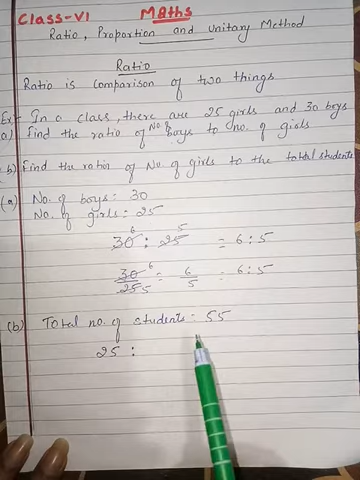 Class-VI Maths
Ratio, Proportion and Unitary Method
Ratio
Ratio is comparison of two things
Ex:- In a class, there are 25 girls and 30 boys
a) Find the ratio of No. of boys to no. of girls
b) Find the ratio of No. of girls to the total students
(a) No. of boys: 30
No. of girls: 25
6 5
30 : 25 = 6:5
30 6 = 6 = 6:5
25 5 5
(b) Total no. of students: 55
25 :